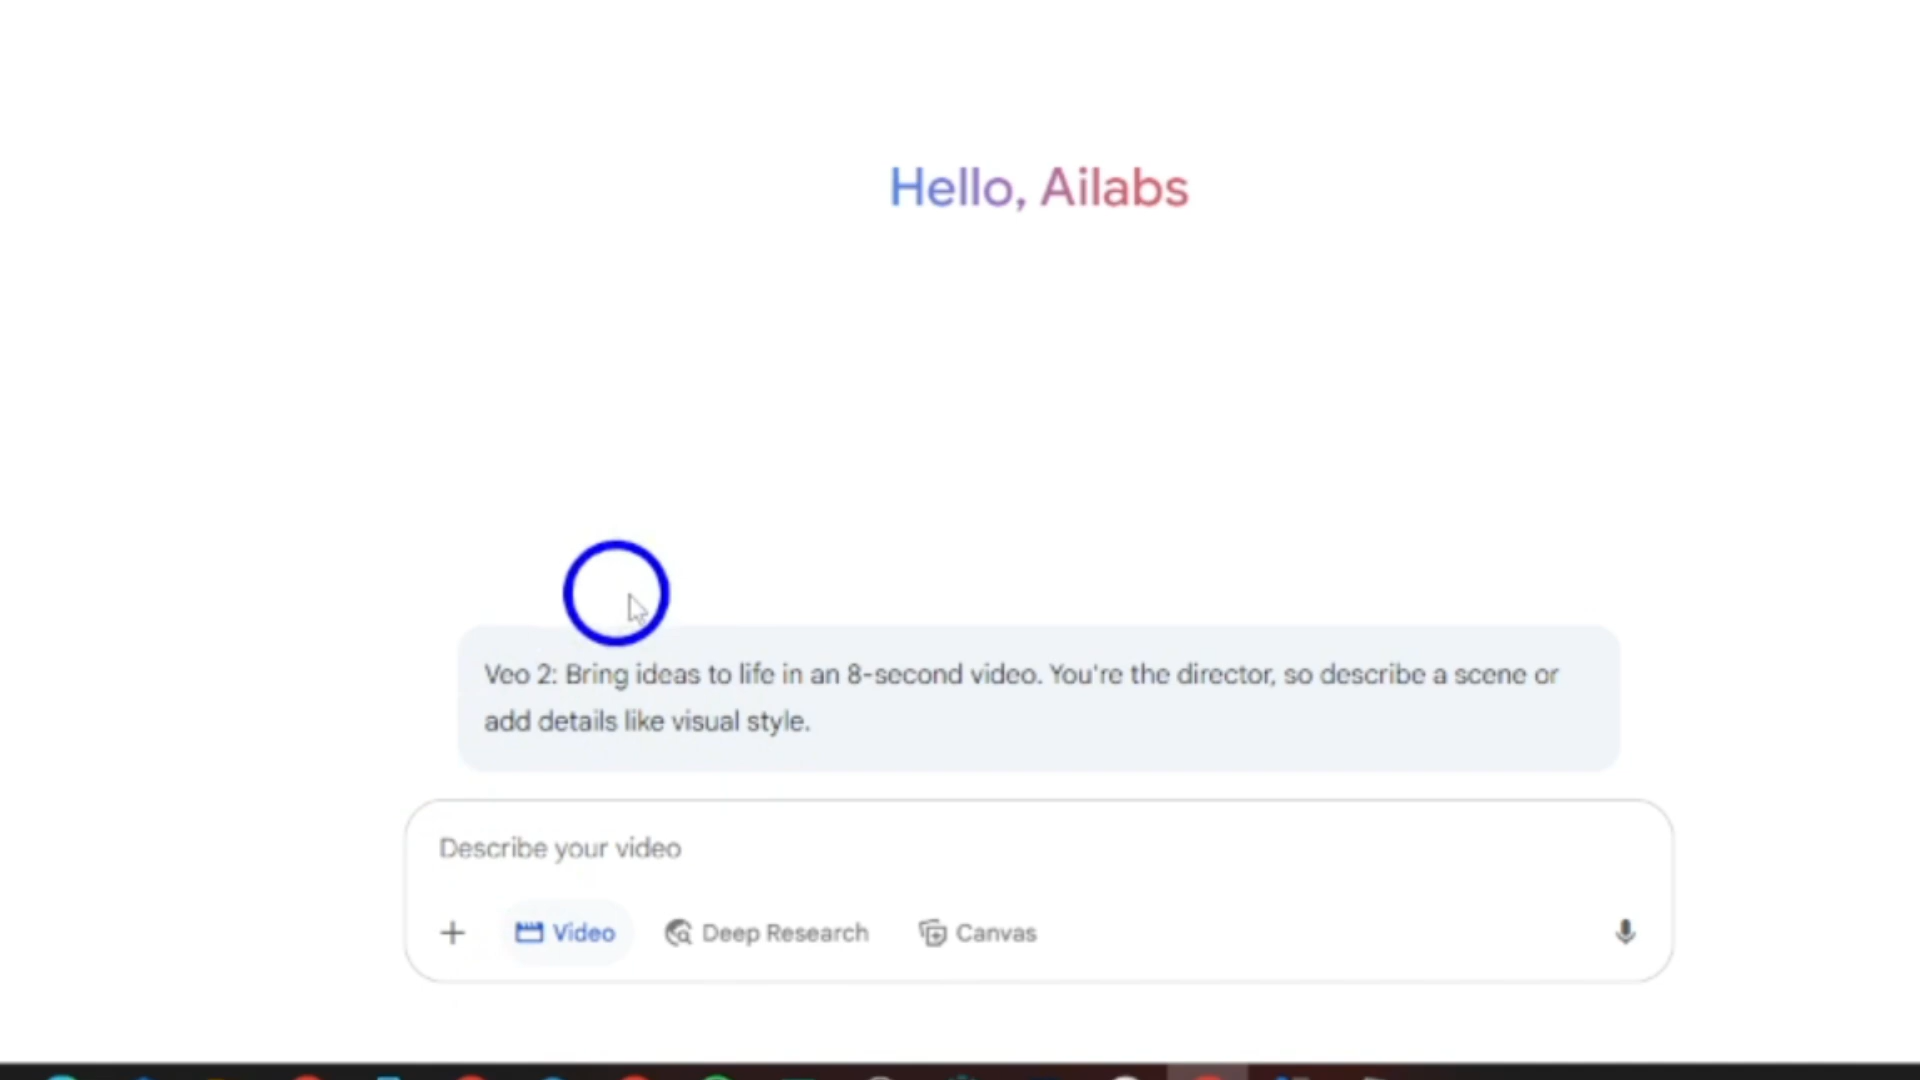 Hello, Ailabs
Veo 2: Bring ideas to life in an 8-second video. You're the director, so describe a scene or
add details like visual style.
Describe your video
Video
Deep Research
Canvas